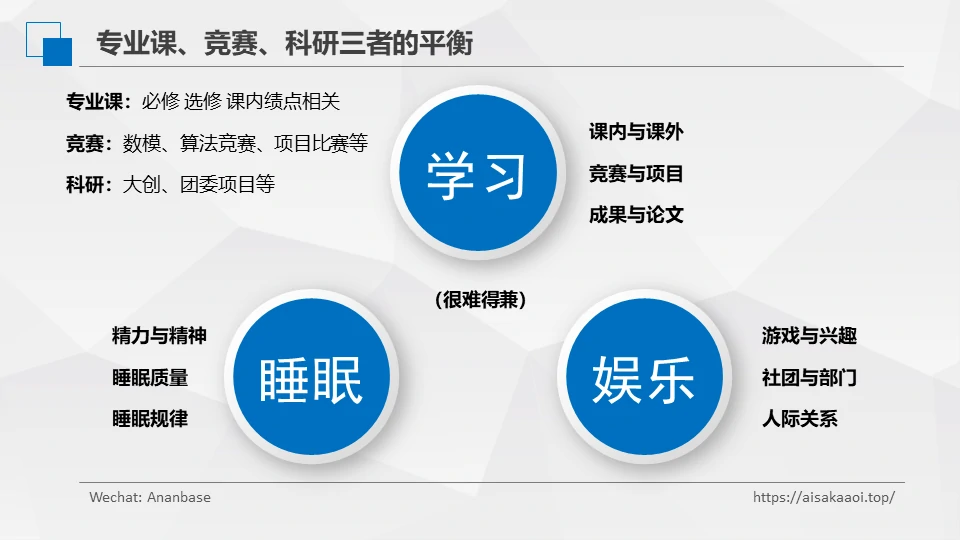 专业课、竞赛、科研三者的平衡
专业课：必修 选修 课内绩点相关
竞赛：数模、算法竞赛、项目比赛等
科研：大创、团委项目等
学习
课内与课外
竞赛与项目
成果与论文
（很难得兼）
精力与精神
睡眠质量
睡眠规律
睡眠
娱乐
游戏与兴趣
社团与部门
人际关系
Wechat: Ananbase
https://aisakaaoi.top/